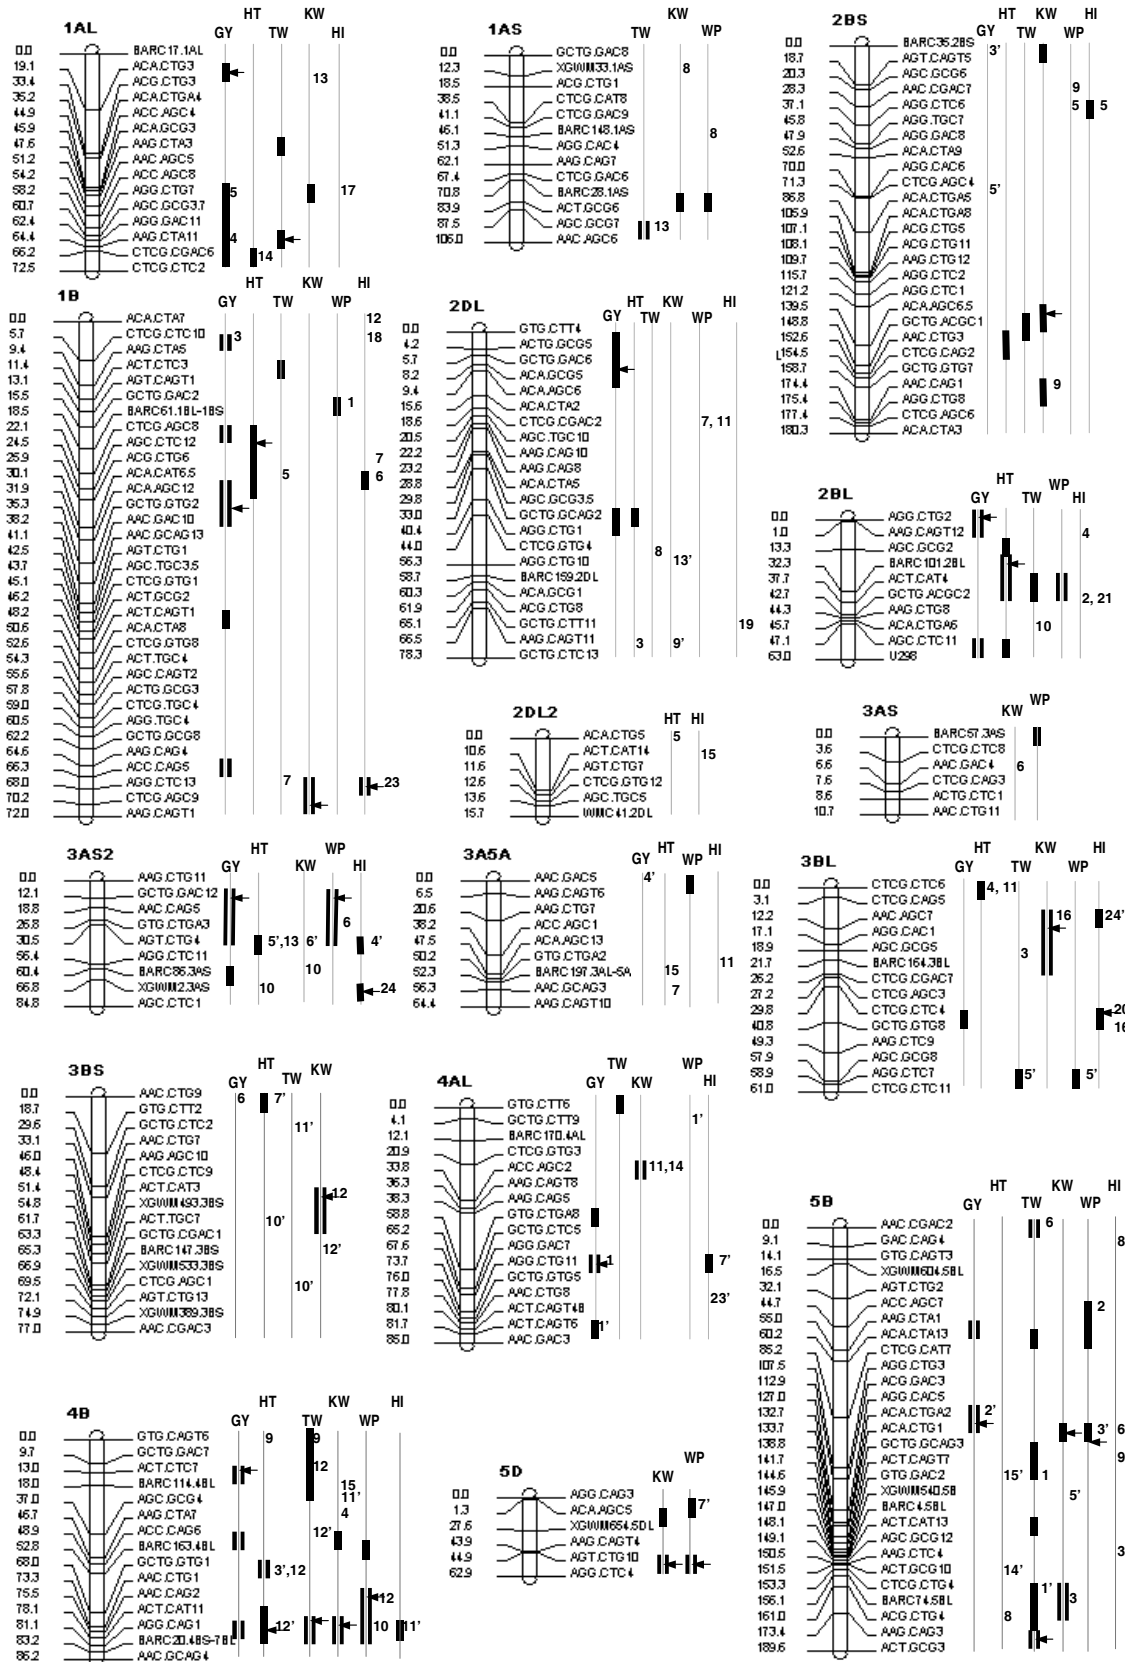 1AL
HT KW
GY TW HI
0.0 BARC17.1AL
19.1 ACA.CTG3
33.4 ACG.CTG3
35.2 ACA.CTGA4
44.9 ACC.AGC4
45.9 ACA.GCG3
47.6 AAG.CTA3
51.2 AAC.AGC5
54.2 ACC.AGC8
58.2 AGG.CTG7
60.7 AGC.GCG3.7
62.4 AGG.GAC11
64.4 AAG.CTA11
66.2 CTCG.CGAC6
72.5 CTCG.CTC2
13
5 17
4
14
1AS
KW
TW WP
0.0 GCTG.GAC8
12.3 XGWM33.1AS
18.5 ACG.CTG1
38.5 CTCG.CAT8
41.1 CTCG.GAC9
46.1 BARC148.1AS
51.3 AGG.CAC4
62.1 AAG.CAG7
67.4 CTCG.GAC6
70.8 BARC28.1AS
83.9 ACT.GCG6
87.5 AGC.GCG7
106.0 AAC.AGC6
8
8
13
2BS
HT KW HI
GY TW WP
0.0 BARC35.2BS
18.7 AGT.CAGT5
20.3 AGC.GCG6
28.3 AAC.CGAC7
37.1 AGG.CTC6
45.8 AGG.TGC7
47.9 AGG.GAC8
52.6 ACA.CTA9
70.0 AGG.CAC6
71.3 CTCG.AGC4
86.8 ACA.CTGA5
105.9 ACA.CTGA8
107.1 ACG.CTG5
108.1 ACG.CTG11
109.7 AAG.CTG12
115.7 AGG.CTC2
121.2 AGG.CTC1
139.5 ACA.AGC6.5
148.8 GCTG.ACGC1
152.6 AAC.CTG3
154.5 CTCG.CAG2
158.7 GCTG.GTG7
174.4 AAC.CAG1
175.4 AGG.CTG8
177.4 CTCG.AGC6
180.3 ACA.CTA3
3'
9
5 5
5'
9
1B
HT KW HI
GY TW WP
0.0 ACA.CTA7
5.7 CTCG.CTC10
9.4 AAG.CTA5
11.4 ACT.CTC3
13.1 AGT.CAGT1
15.5 GCTG.GAC2
18.5 BARC61.1BL-1BS
22.1 CTCG.AGC8
24.5 AGC.CTC12
25.9 ACG.CTG6
30.1 ACA.CAT6.5
31.9 ACA.AGC12
35.3 GCTG.GTG2
38.2 AAC.GAC10
41.1 AAG.GCAG13
42.5 AGT.CTG1
43.7 AGC.TGC3.5
45.1 CTCG.GTG1
46.2 ACT.GCG2
48.2 ACT.CAGT1
50.6 ACA.CTA8
52.6 CTCG.GTG8
54.3 ACT.TGC4
55.6 AGC.CAGT2
57.8 ACTG.GCG3
59.0 CTCG.TGC4
60.5 AGG.TGC4
62.2 GCTG.GCG8
64.6 AAG.CAG4
66.3 ACC.CAG5
68.0 AGG.CTC13
70.2 CTCG.AGC9
72.0 AAG.CAGT1
12
3 18
1
7
5 6
7 23
2DL
HT KW HI
GY TW WP
0.0 GTG.CTT4
4.2 ACTG.GCG5
5.7 GCTG.GAC6
8.2 ACA.GCG5
9.4 ACA.AGC6
15.6 ACA.CTA2
18.6 CTCG.CGAC2
20.5 AGC.TGC10
22.2 AAG.CAG10
23.2 AAG.CAG8
28.8 ACA.CTA5
29.8 AGC.GCG3.5
33.0 GCTG.GCAG2
40.4 AGG.CTG1
44.0 CTCG.GTG4
56.3 AGG.CTG10
58.7 BARC159.2DL
60.3 ACA.GCG1
61.9 ACG.CTG8
65.1 GCTG.CTT11
66.5 AAG.CAGT11
78.3 GCTG.CTC13
7, 11
8 13'
19
3 9'
2BL
HT WP
GY TW HI
0.0 AGG.CTG2
1.0 AAG.CAGT12
13.3 AGC.GCG2
32.3 BARC101.2BL
37.7 ACT.CAT4
42.7 GCTG.ACGC2
44.3 AAG.CTG8
45.7 ACA.CTGA6
47.1 AGC.CTC11
63.0 U298
4
2, 21
10
2DL2
HT HI
0.0 ACA.CTG5
10.6 ACT.CAT14
11.6 AGT.CTG7
12.6 CTCG.GTG12
13.6 AGC.TGC5
15.7 WMC41.2DL
5
15
3AS
WP
KW
0.0 BARC57.3AS
3.6 CTCG.CTC8
6.6 AAC.GAC4
7.6 CTCG.CAG3
8.6 ACTG.CTC1
10.7 AAC.CTG11
6
3AS2
HT WP
GY KW HI
0.0 AAG.CTG11
12.1 GCTG.GAC12
18.8 AAC.CAG5
26.8 GTG.CTGA3
30.5 AGT.CTG4
56.4 AGG.CTC11
60.4 BARC86.3AS
66.8 XGWM2.3AS
84.8 AGC.CTC1
6
5',13 6' 4'
10
10 24
3A5A
HT HI
GY WP
0.0 AAC.GAC5
6.5 AAG.CAGT6
20.6 AAG.CTG7
38.2 ACC.AGC1
47.5 ACA.AGC13
50.2 GTG.CTGA2
52.3 BARC197.3AL-5A
56.3 AAC.GCAG3
64.4 AAG.CAGT10
4'
11
15
7
3BL
HT KW HI
GY TW WP
0.0 CTCG.CTC6
3.1 CTCG.CAG5
12.2 AAC.AGC7
17.1 AGG.CAC1
18.9 AGC.GCG5
21.7 BARC164.3BL
26.2 CTCG.CGAC7
27.2 CTCG.AGC3
29.8 CTCG.CTC4
40.8 GCTG.GTG8
49.3 AAG.CTC9
57.9 AGC.GCG8
58.9 AGG.CTC7
61.0 CTCG.CTC11
4, 11
16 24'
3
20
16
5' 5'
3BS
HT KW
GY TW
0.0 AAC.CTG9
18.7 GTG.CTT2
29.6 GCTG.CTC2
33.1 AAC.CTG7
46.0 AAG.AGC10
48.4 CTCG.CTC9
51.4 ACT.CAT3
54.8 XGWM493.3BS
61.7 ACT.TGC7
63.3 GCTG.CGAC1
65.3 BARC147.3BS
66.9 XGWM533.3BS
69.5 CTCG.AGC1
72.1 AGT.CTG13
74.9 XGWM389.3BS
77.0 AAC.CGAC3
6 7'
11'
12
10'
12'
10'
4AL
TW WP
GY KW HI
0.0 GTG.CTT6
4.1 GCTG.CTT9
12.1 BARC170.4AL
20.9 CTCG.GTG3
33.8 ACC.AGC2
36.3 AAG.CAGT8
38.3 AAG.CAG5
58.8 GTG.CTGA8
65.2 GCTG.CTC5
67.6 AGG.GAC7
73.7 AGG.CTG11
76.0 GCTG.GTG5
77.8 AAC.CTG8
80.1 ACT.CAGT4B
81.7 ACT.CAGT6
85.0 AAC.GAC3
1'
11,14
1 7'
23'
1'
5B
HT KW HI
GY TW WP
0.0 AAC.CGAC2
9.1 GAC.CAG4
14.1 GTG.CAGT3
16.5 XGWM604.5BL
32.1 AGT.CTG2
44.7 ACC.AGC7
55.0 AAG.CTA1
60.2 ACA.CTA13
85.2 CTCG.CAT7
107.5 AGG.CTG3
112.9 ACG.GAC3
127.0 AGG.CAC5
132.7 ACA.CTGA2
133.7 ACA.CTG1
138.8 GCTG.GCAG3
141.7 ACT.CAGT7
144.6 GTG.GAC2
145.9 XGWM540.5B
147.0 BARC4.5BL
148.1 ACT.CAT13
149.1 AGC.GCG12
150.5 AAG.CTC4
151.5 ACT.GCG10
153.3 CTCG.CTG4
156.1 BARC74.5BL
161.0 ACG.CTG4
173.4 AAG.CAG3
189.6 ACT.GCG3
6
8
2
2'
3' 6
9
15' 1
5'
3
14'
1' 3
8
4B
HT KW HI
GY TW WP
0.0 GTG.CAGT6
9.7 GCTG.GAC7
13.0 ACT.CTC7
18.0 BARC114.4BL
37.0 AGC.GCG4
46.7 AAG.CTA7
48.9 ACC.CAG6
52.8 BARC163.4BL
68.0 GCTG.GTG1
73.3 AAC.CTG1
75.5 AAC.CAG2
78.1 ACT.CAT11
81.1 AGG.CAG1
83.2 BARC20.4BS-7BL
86.2 AAC.GCAG4
9 9
12
15
11'
4
12'
3',12
12
12' 10 11'
5D
WP
KW
0.0 AGG.CAG3
1.3 ACA.AGC5
27.6 XGWM654.5DL
43.9 AAG.CAGT4
44.9 AGT.CTG10
62.9 AGG.CTC4
7'